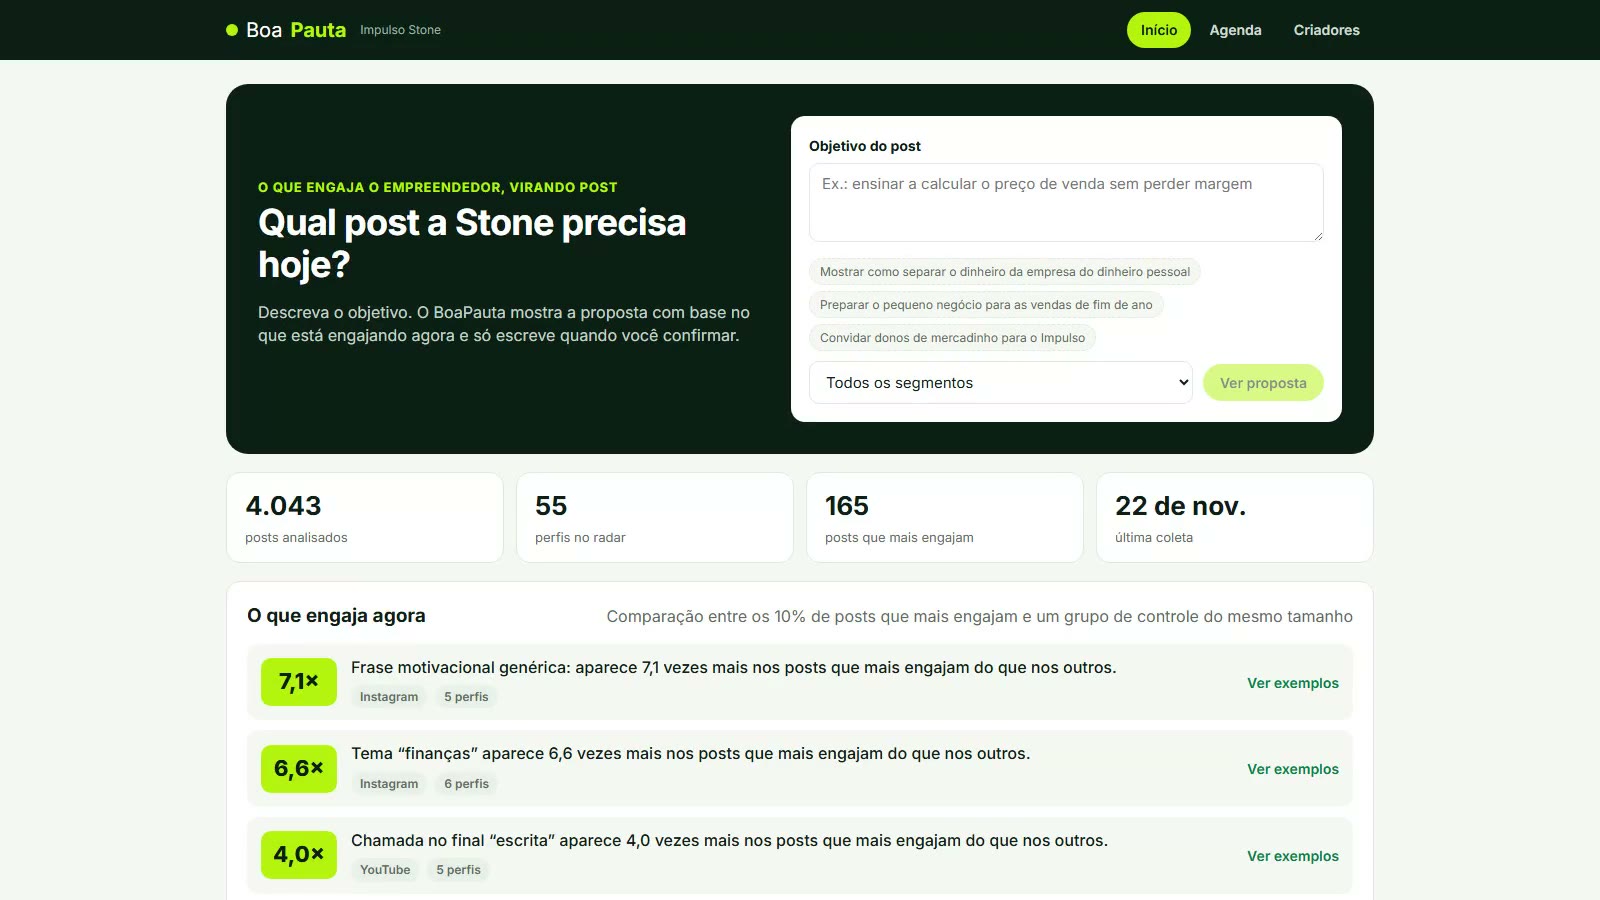 Boa Pauta Impulso Stone
Início Agenda Criadores
O QUE ENGAJA O EMPREENDEDOR, VIRANDO POST
Qual post a Stone precisa
hoje?
Descreva o objetivo. O BoaPauta mostra a proposta com base no
que está engajando agora e só escreve quando você confirmar.
Objetivo do post
Ex.: ensinar a calcular o preço de venda sem perder margem
Mostrar como separar o dinheiro da empresa do dinheiro pessoal
Preparar o pequeno negócio para as vendas de fim de ano
Convidar donos de mercadinho para o Impulso
Todos os segmentos
Ver proposta
4.043
posts analisados
55
perfis no radar
165
posts que mais engajam
22 de nov.
última coleta
O que engaja agora
Comparação entre os 10% de posts que mais engajam e um grupo de controle do mesmo tamanho
7,1×
Frase motivacional genérica: aparece 7,1 vezes mais nos posts que mais engajam do que nos outros.
Instagram 5 perfis
Ver exemplos
6,6×
Tema “finanças” aparece 6,6 vezes mais nos posts que mais engajam do que nos outros.
Instagram 6 perfis
Ver exemplos
4,0×
Chamada no final “escrita” aparece 4,0 vezes mais nos posts que mais engajam do que nos outros.
YouTube 5 perfis
Ver exemplos